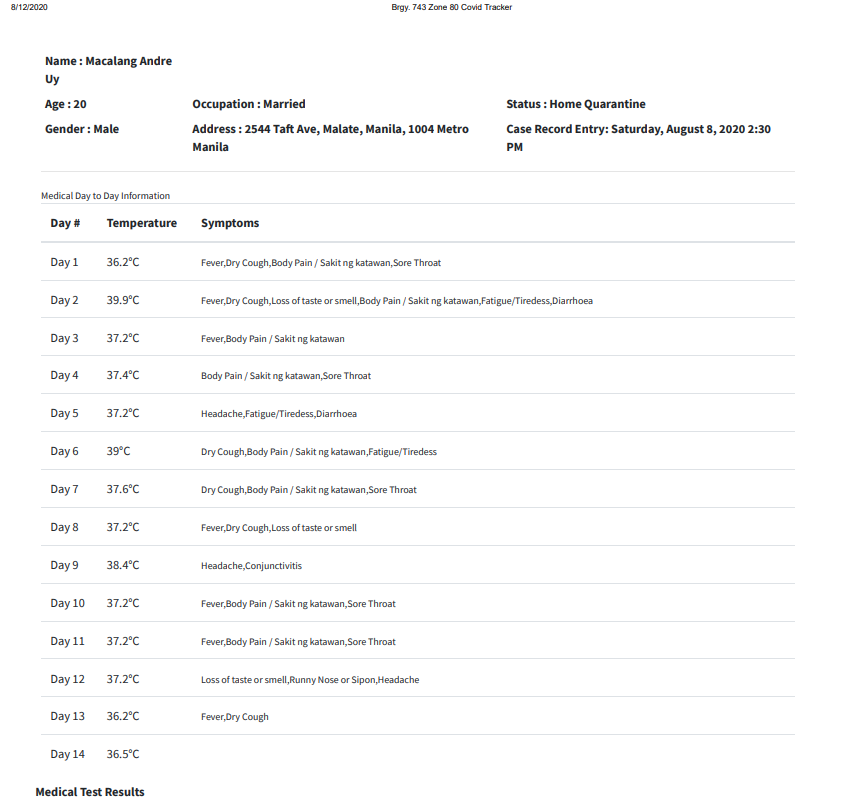 8/12/2020 Brgy. 743 Zone 80 Covid Tracker
Name : Macalang Andre
Uy
Age : 20 Occupation : Married Status : Home Quarantine
Gender : Male Address : 2544 Taft Ave, Malate, Manila, 1004 Metro Case Record Entry: Saturday, August 8, 2020 2:30
Manila PM
Medical Day to Day Information
Day # Temperature Symptoms
Day 1 36.2°C Fever,Dry Cough,Body Pain / Sakit ng katawan,Sore Throat
Day 2 39.9°C Fever,Dry Cough,Loss of taste or smell,Body Pain / Sakit ng katawan,Fatigue/Tiredess,Diarrhoea
Day 3 37.2°C Fever,Body Pain / Sakit ng katawan
Day 4 37.4°C Body Pain / Sakit ng katawan,Sore Throat
Day 5 37.2°C Headache,Fatigue/Tiredess,Diarrhoea
Day 6 39°C Dry Cough,Body Pain / Sakit ng katawan,Fatigue/Tiredess
Day 7 37.6°C Dry Cough,Body Pain / Sakit ng katawan,Sore Throat
Day 8 37.2°C Fever,Dry Cough,Loss of taste or smell
Day 9 38.4°C Headache,Conjunctivitis
Day 10 37.2°C Fever,Body Pain / Sakit ng katawan,Sore Throat
Day 11 37.2°C Fever,Body Pain / Sakit ng katawan,Sore Throat
Day 12 37.2°C Loss of taste or smell,Runny Nose or Sipon,Headache
Day 13 36.2°C Fever,Dry Cough
Day 14 36.5°C
Medical Test Results